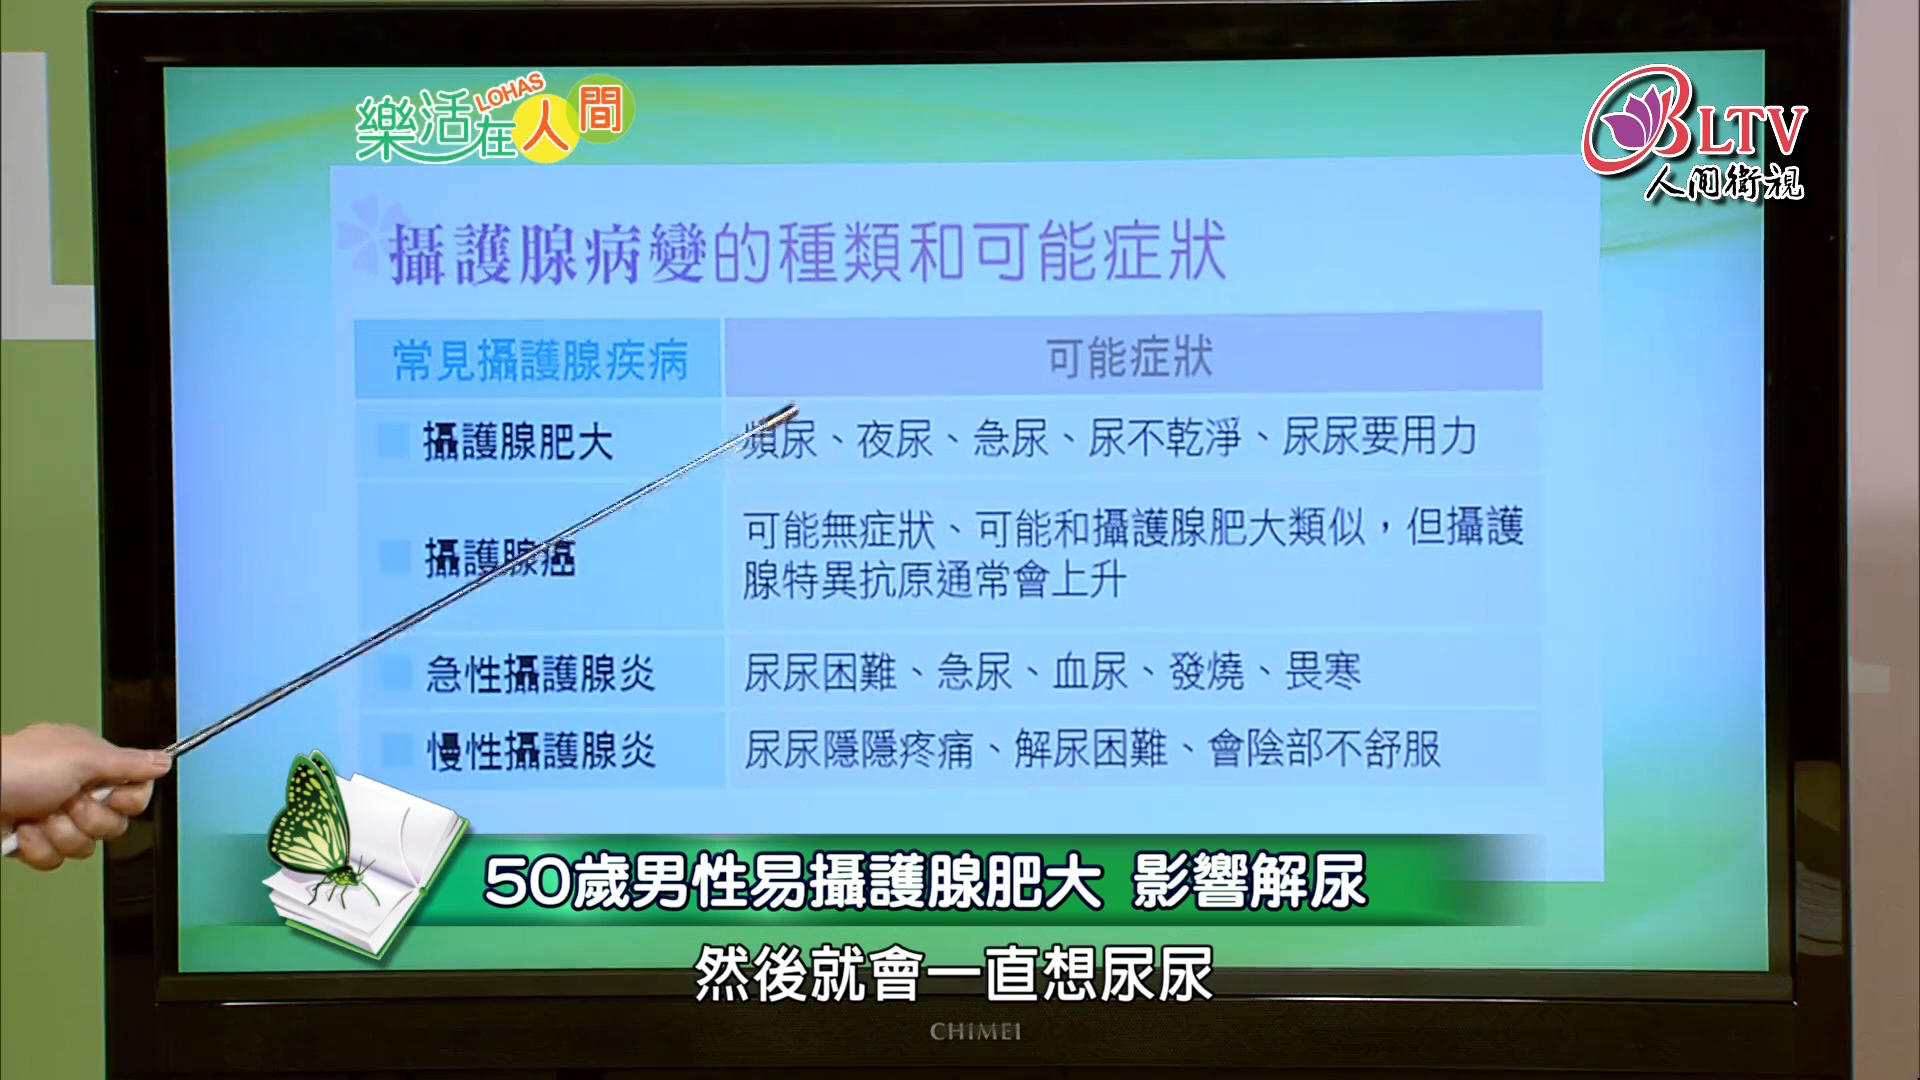 樂活在人間
LOHAS
BLTV
人間衛視
攝護腺病變的種類和可能症狀
常見攝護腺疾病 可能症狀
攝護腺肥大 頻尿、夜尿、急尿、尿不乾淨、尿尿要用力
攝護腺癌 可能無症狀、可能和攝護腺肥大類似，但攝護
腺特異抗原通常會上升
急性攝護腺炎 尿尿困難、急尿、血尿、發燒、畏寒
慢性攝護腺炎 尿尿隱隱疼痛、解尿困難、會陰部不舒服
50歲男性易攝護腺肥大 影響解尿
然後就會一直想尿尿
CHIMEI